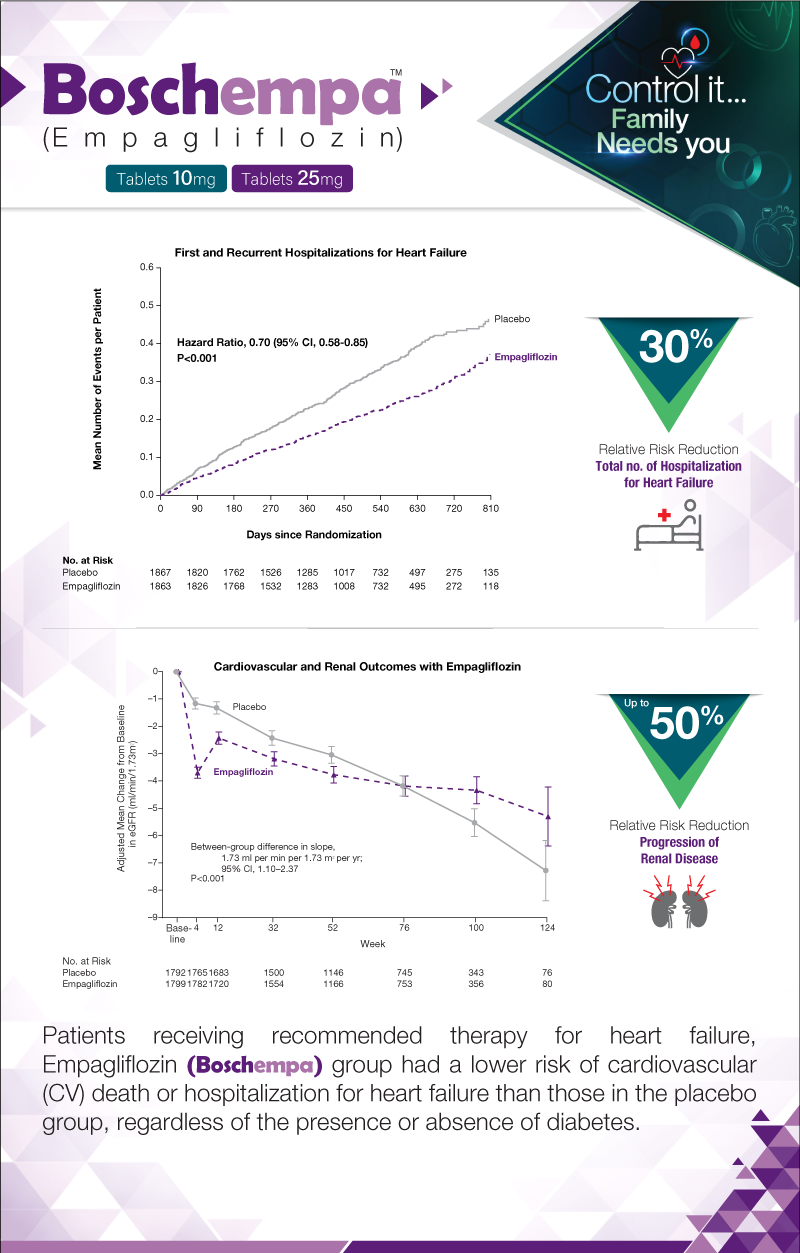 Boschempa™
(Empagliflozin)
Tablets 10mg
Tablets 25mg
Control it...
Family
Needs you
First and Recurrent Hospitalizations for Heart Failure
Mean Number of Events per Patient
0.6
0.5
0.4
0.3
0.2
0.1
0.0
Hazard Ratio, 0.70 (95% CI, 0.58-0.85)
P<0.001
Placebo
Empagliflozin
0 90 180 270 360 450 540 630 720 810
Days since Randomization
No. at Risk
Placebo 1867 1820 1762 1526 1285 1017 732 497 275 135
Empagliflozin 1863 1826 1768 1532 1283 1008 732 495 272 118
30%
Relative Risk Reduction
Total no. of Hospitalization
for Heart Failure
Cardiovascular and Renal Outcomes with Empagliflozin
Adjusted Mean Change from Baseline
in eGFR (ml/min/1.73m²)
0
–1
–2
–3
–4
–5
–6
–7
–8
–9
Placebo
Empagliflozin
Between-group difference in slope,
1.73 ml per min per 1.73 m² per yr;
95% CI, 1.10–2.37
P<0.001
Base- 4 12 32 52 76 100 124
line
Week
No. at Risk
Placebo 1792 1765 1683 1500 1146 745 343 76
Empagliflozin 1799 1782 1720 1554 1166 753 356 80
Up to
50%
Relative Risk Reduction
Progression of
Renal Disease
Patients receiving recommended therapy for heart failure,
Empagliflozin (Boschempa) group had a lower risk of cardiovascular
(CV) death or hospitalization for heart failure than those in the placebo
group, regardless of the presence or absence of diabetes.